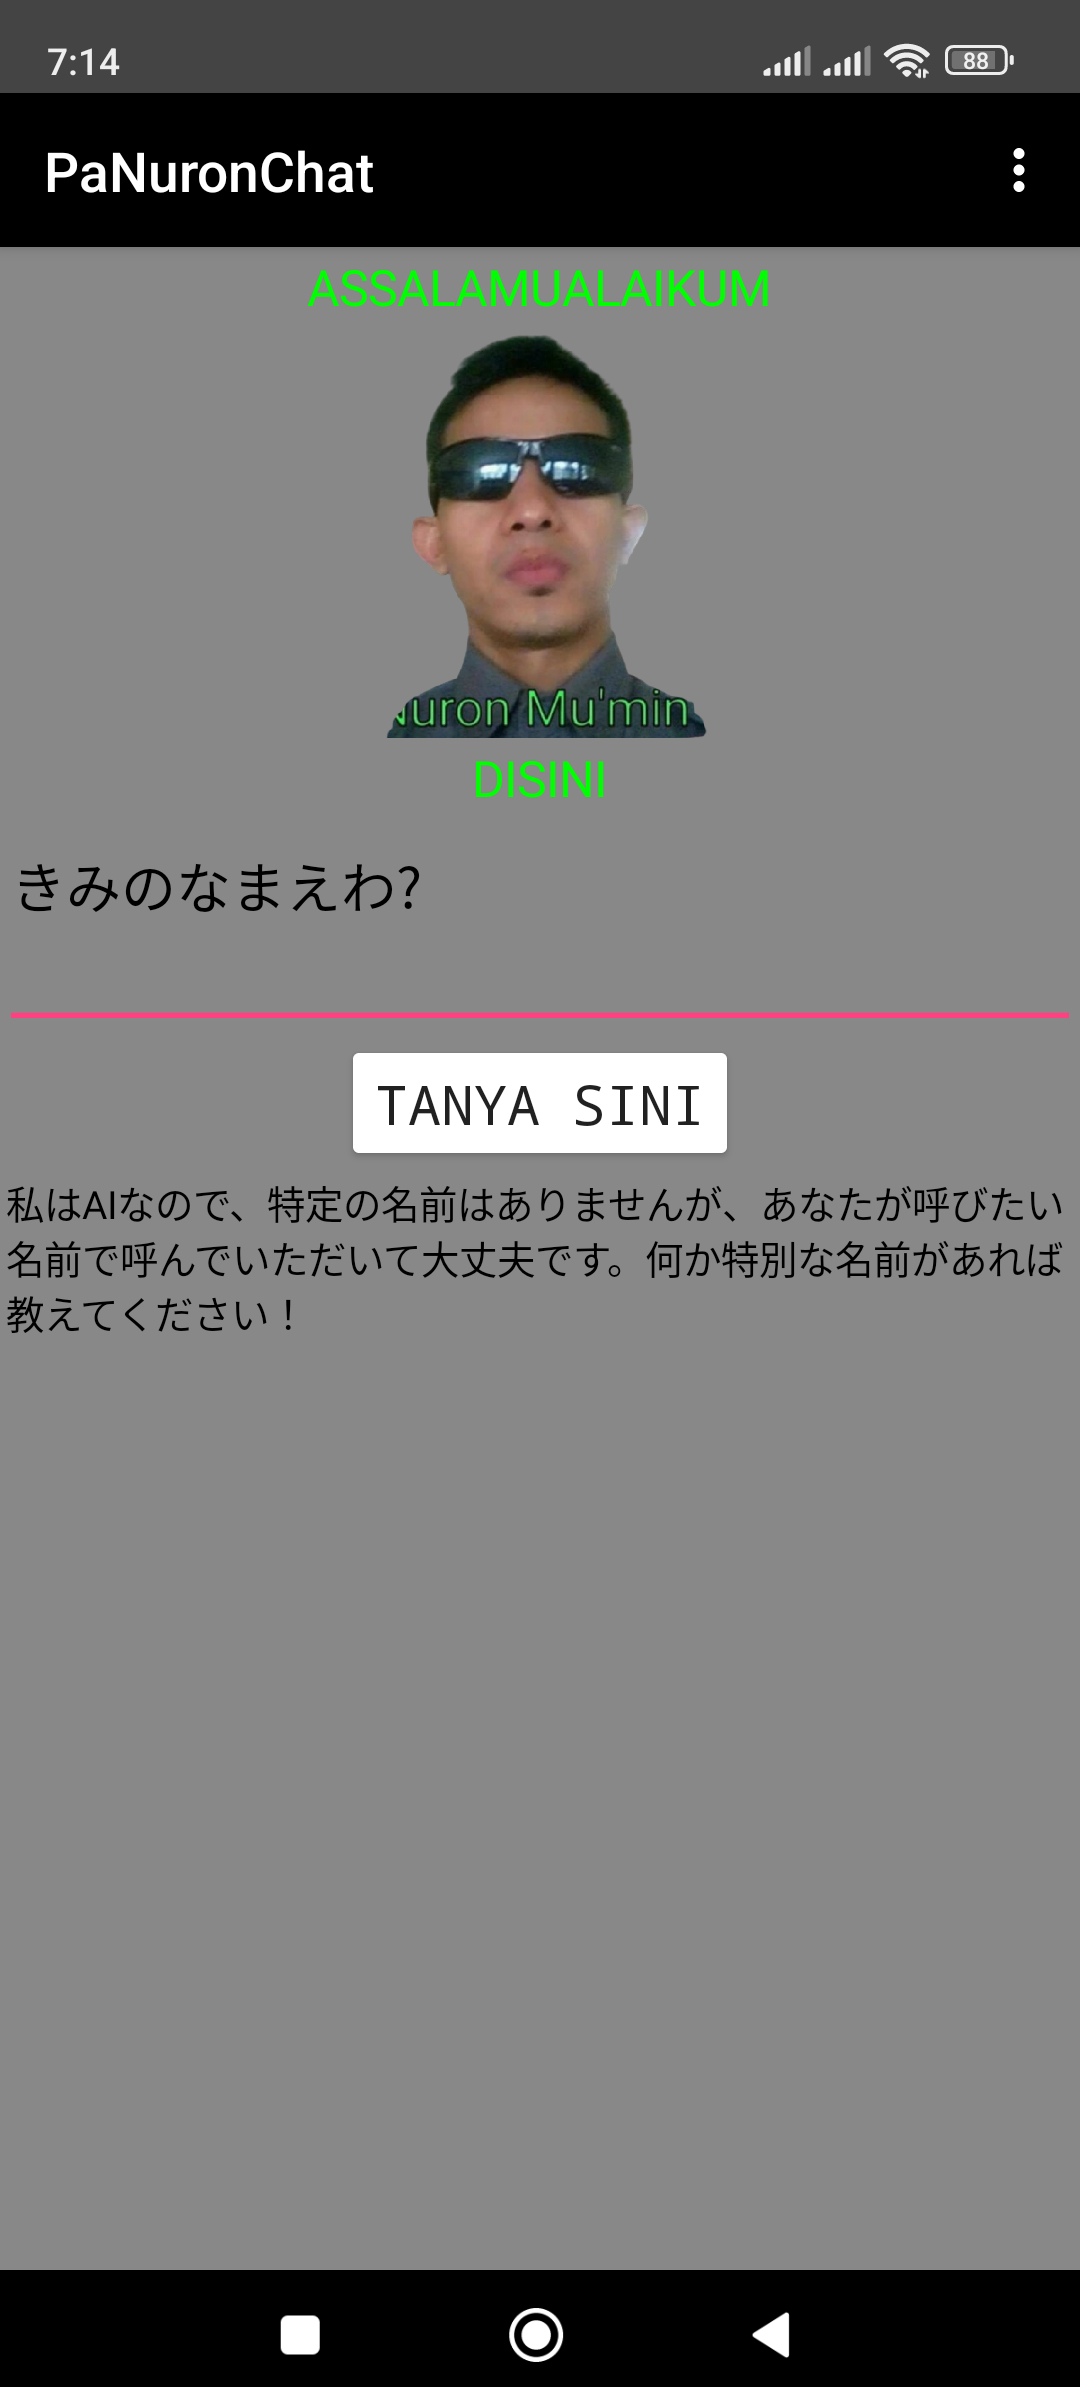 7:14
88
PaNuronChat
ASSALAMUALAIKUM
Nuron Mu'min
DISINI
きみのなまえわ?
TANYA SINI
私はAIなので、特定の名前はありませんが、あなたが呼びたい
名前で呼んでいただいて大丈夫です。何か特別な名前があれば
教えてください！